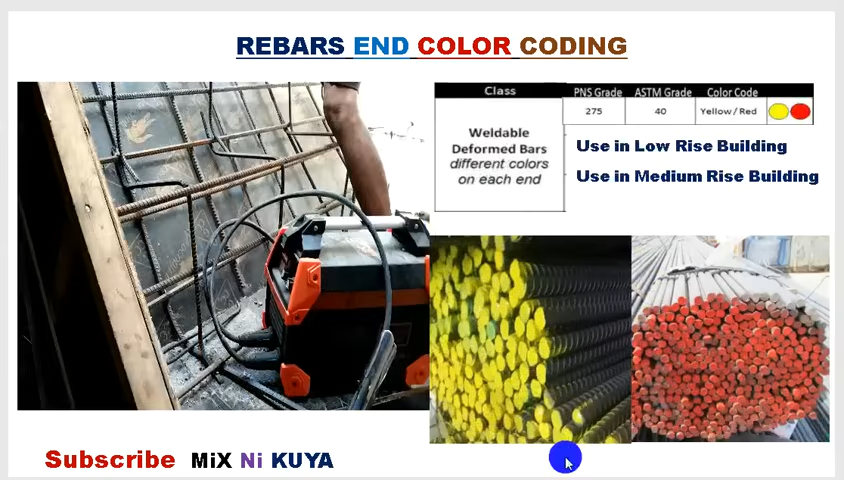 REBARS END COLOR CODING
Class PNS Grade ASTM Grade Color Code
275 40 Yellow / Red
Weldable
Deformed Bars
different colors
on each end
Use in Low Rise Building
Use in Medium Rise Building
Subscribe MiX Ni KUYA